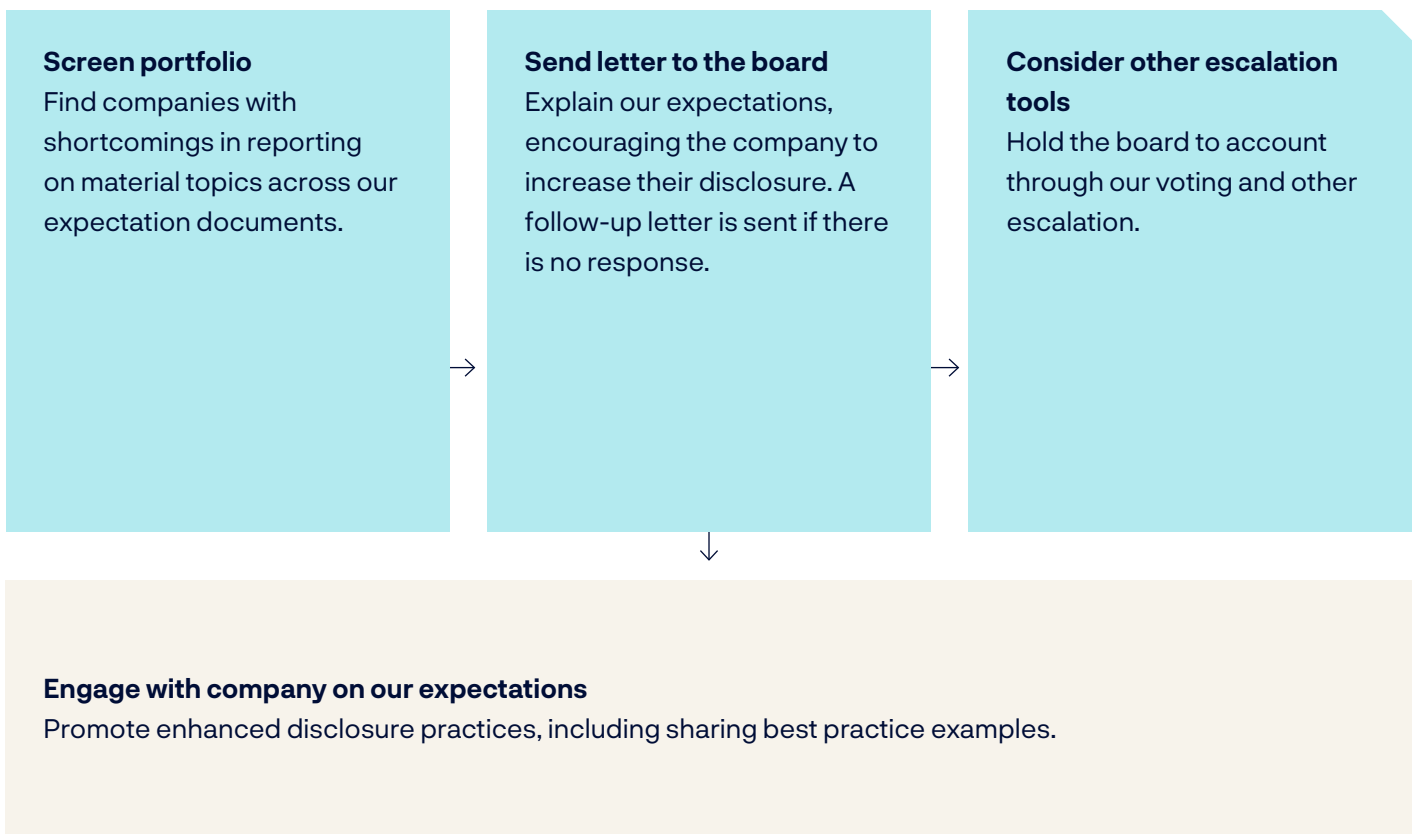 Screen portfolio
Find companies with
shortcomings in reporting
on material topics across our
expectation documents.
Send letter to the board
Explain our expectations,
encouraging the company to
increase their disclosure. A
follow-up letter is sent if there
is no response.
Consider other escalation
tools
Hold the board to account
through our voting and other
escalation.
Engage with company on our expectations
Promote enhanced disclosure practices, including sharing best practice examples.